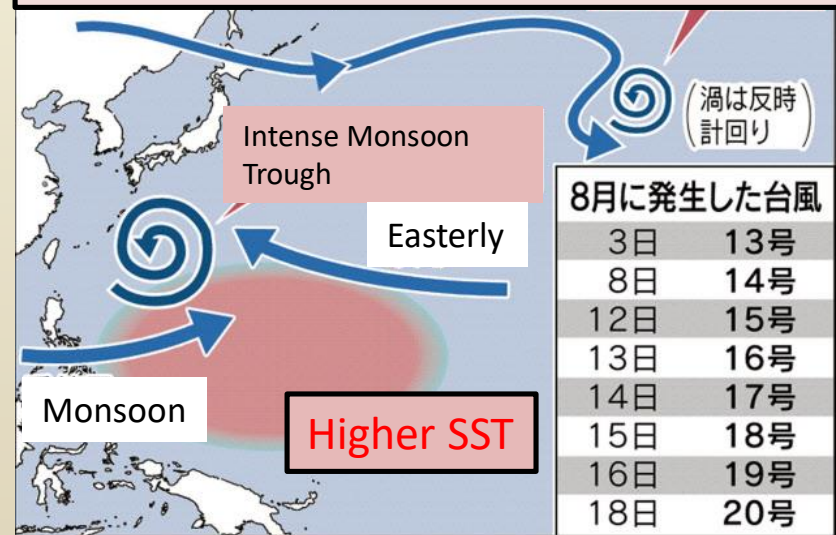 (渦は反時
計回り)
Intense Monsoon
Trough
Easterly
Monsoon
Higher SST
8月に発生した台風
3日 13号
8日 14号
12日 15号
13日 16号
14日 17号
15日 18号
16日 19号
18日 20号